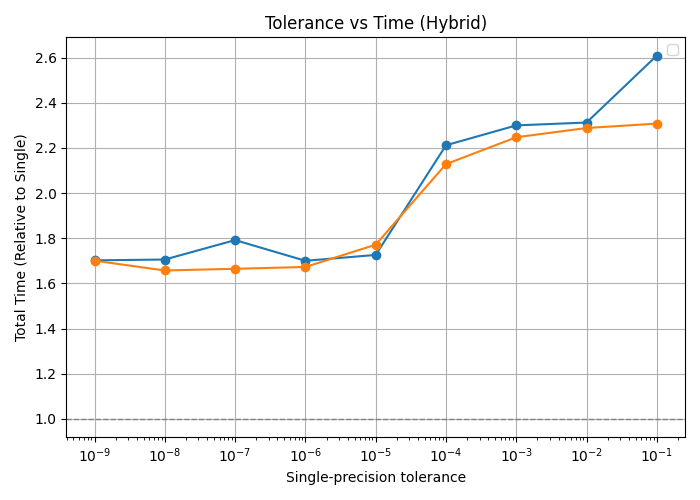 Tolerance vs Time (Hybrid)
Total Time (Relative to Single)
2.6
2.4
2.2
2.0
1.8
1.6
1.4
1.2
1.0
10⁻⁹ 10⁻⁸ 10⁻⁷ 10⁻⁶ 10⁻⁵ 10⁻⁴ 10⁻³ 10⁻² 10⁻¹
Single-precision tolerance